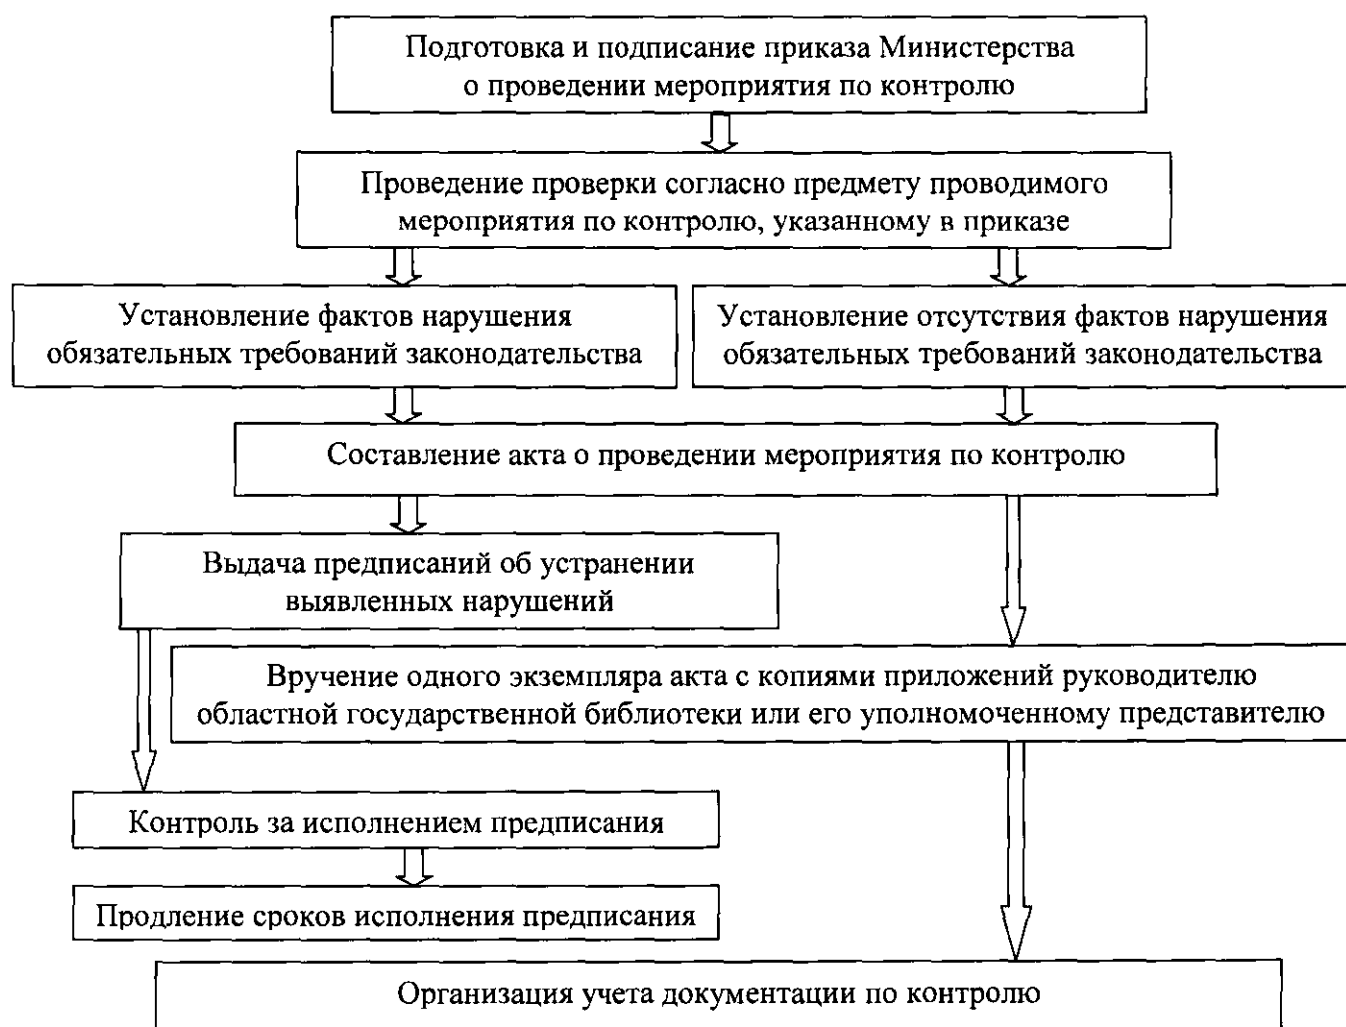 Подготовка и подписание приказа Министерства
о проведении мероприятия по контролю
Проведение проверки согласно предмету проводимого
мероприятия по контролю, указанному в приказе
Установление фактов нарушения
обязательных требований законодательства
Установление отсутствия фактов нарушения
обязательных требований законодательства
Составление акта о проведении мероприятия по контролю
Выдача предписаний об устранении
выявленных нарушений
Вручение одного экземпляра акта с копиями приложений руководителю
областной государственной библиотеки или его уполномоченному представителю
Контроль за исполнением предписания
Продление сроков исполнения предписания
Организация учета документации по контролю